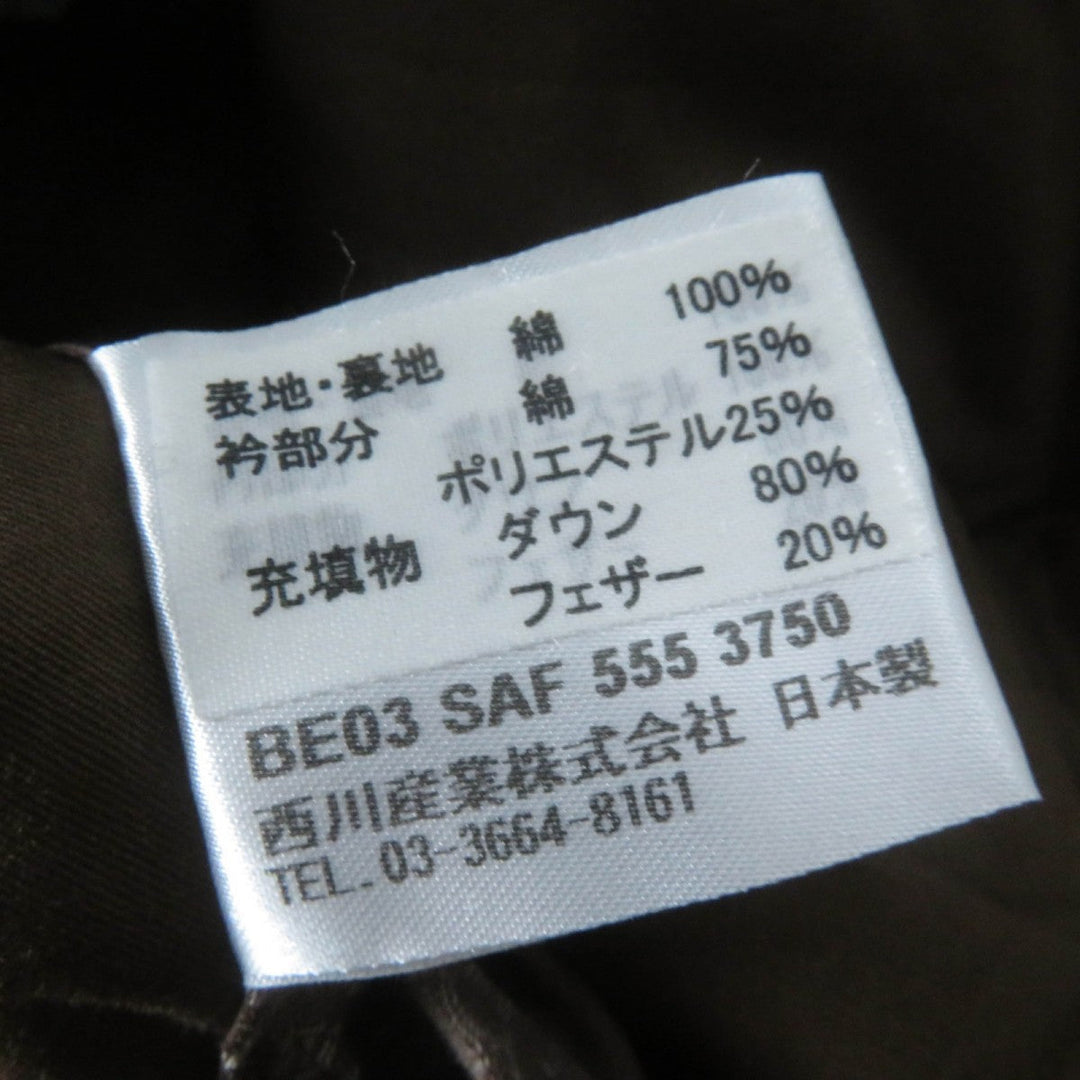 表地・裏地 綿 100%
衿部分 綿 75%
ポリエステル25%
充填物 ダウン 80%
フェザー 20%
BE03 SAF 555 3750
西川産業株式会社 日本製
TEL. 03-3664-8161